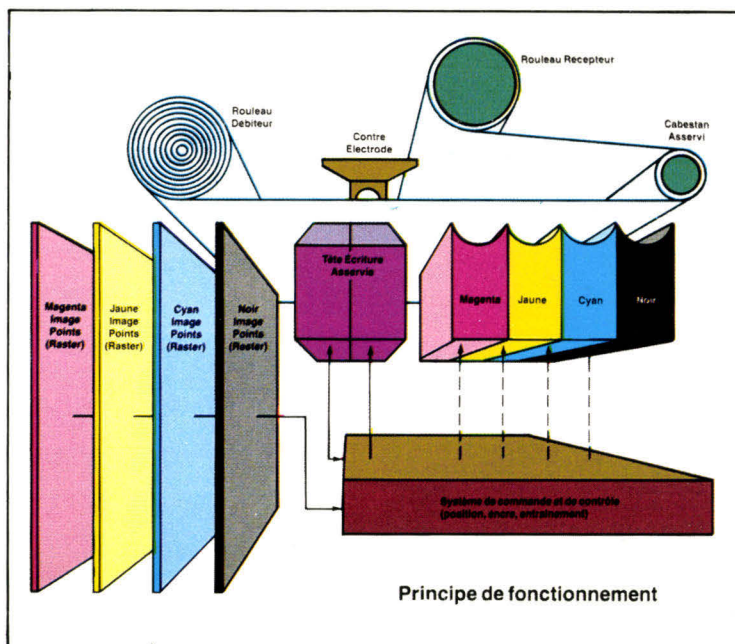 Rouleau Récepteur
Rouleau
Débiteur
Contre
Electrode
Cabestan
Asservi
Magenta
Image
Points
(Raster)
Jaune
Image
Points
(Raster)
Cyan
Image
Points
(Raster)
Noir
Image
Points
(Raster)
Tête Ecriture
Asservie
Magenta
Jaune
Cyan
Noir
Système de commande et de contrôle
(position, encre, entraînement)
Principe de fonctionnement